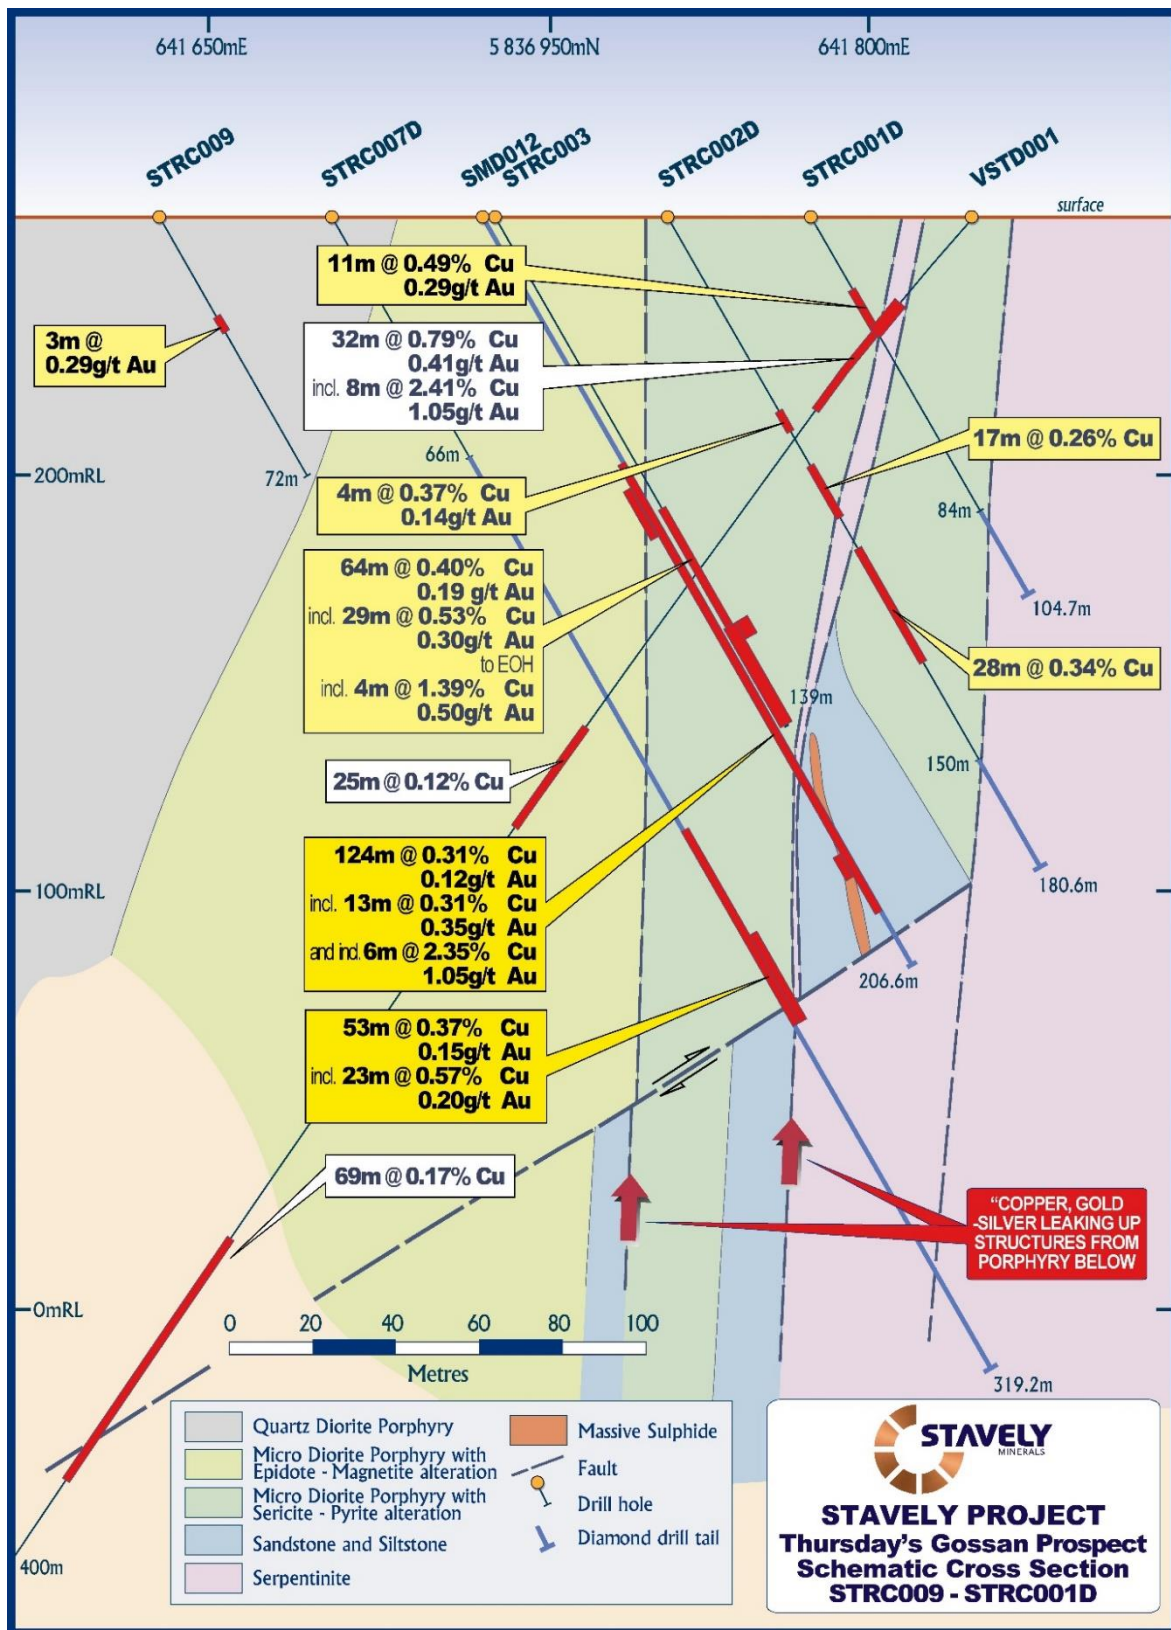 641 650mE
5 836 950mN
641 800mE
STRC009
STRC007D
SMD012
STRC003
STRC002D
STRC001D
VSTD001
surface
11m @ 0.49% Cu
0.29g/t Au
3m @
0.29g/t Au
32m @ 0.79% Cu
0.41g/t Au
incl. 8m @ 2.41% Cu
1.05g/t Au
17m @ 0.26% Cu
66m
200mRL
72m
4m @ 0.37% Cu
0.14g/t Au
84m
64m @ 0.40% Cu
0.19 g/t Au
incl. 29m @ 0.53% Cu
0.30g/t Au
to EOH
incl. 4m @ 1.39% Cu
0.50g/t Au
104.7m
28m @ 0.34% Cu
139m
25m @ 0.12% Cu
150m
124m @ 0.31% Cu
0.12g/t Au
incl. 13m @ 0.31% Cu
0.35g/t Au
and incl. 6m @ 2.35% Cu
1.05g/t Au
100mRL
180.6m
206.6m
53m @ 0.37% Cu
0.15g/t Au
incl. 23m @ 0.57% Cu
0.20g/t Au
69m @ 0.17% Cu
"COPPER, GOLD
-SILVER LEAKING UP
STRUCTURES FROM
PORPHYRY BELOW
0mRL
0 20 40 60 80 100
Metres
319.2m
Quartz Diorite Porphyry
Micro Diorite Porphyry with
Epidote - Magnetite alteration
Micro Diorite Porphyry with
Sericite - Pyrite alteration
Sandstone and Siltstone
Serpentinite
Massive Sulphide
Fault
Drill hole
Diamond drill tail
400m
STAVELY
MINERALS
STAVELY PROJECT
Thursday's Gossan Prospect
Schematic Cross Section
STRC009 - STRC001D